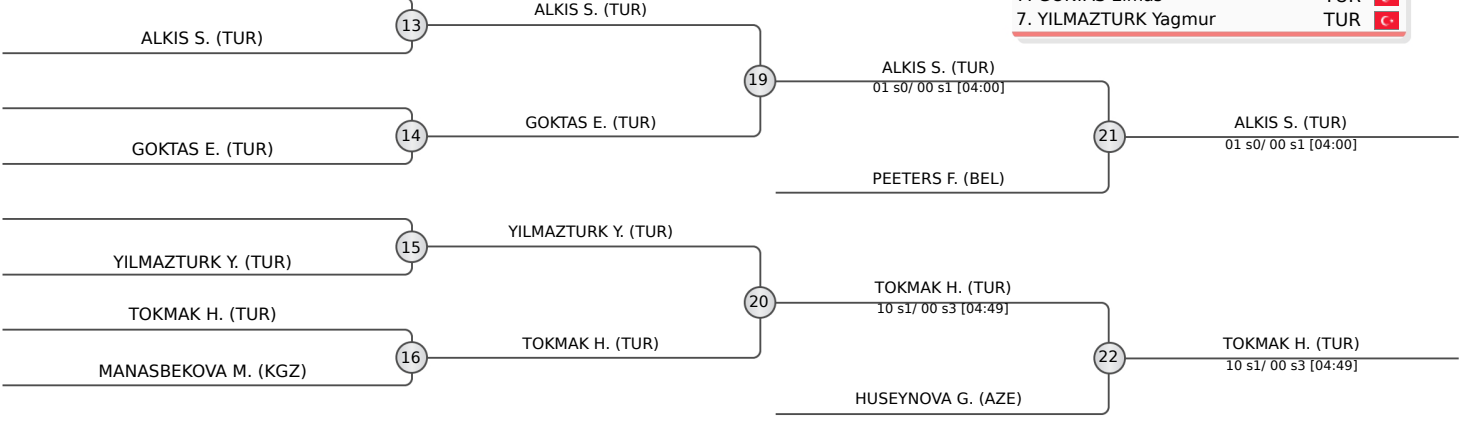 ALKIS S. (TUR)
13
ALKIS S. (TUR)
7. YILMAZTURK Yagmur TUR
19
ALKIS S. (TUR)
01 s0/ 00 s1 [04:00]
14
GOKTAS E. (TUR)
GOKTAS E. (TUR)
21
ALKIS S. (TUR)
01 s0/ 00 s1 [04:00]
PEETERS F. (BEL)
15
YILMAZTURK Y. (TUR)
YILMAZTURK Y. (TUR)
20
TOKMAK H. (TUR)
10 s1/ 00 s3 [04:49]
TOKMAK H. (TUR)
16
MANASBEKOVA M. (KGZ)
TOKMAK H. (TUR)
22
TOKMAK H. (TUR)
10 s1/ 00 s3 [04:49]
HUSEYNOVA G. (AZE)